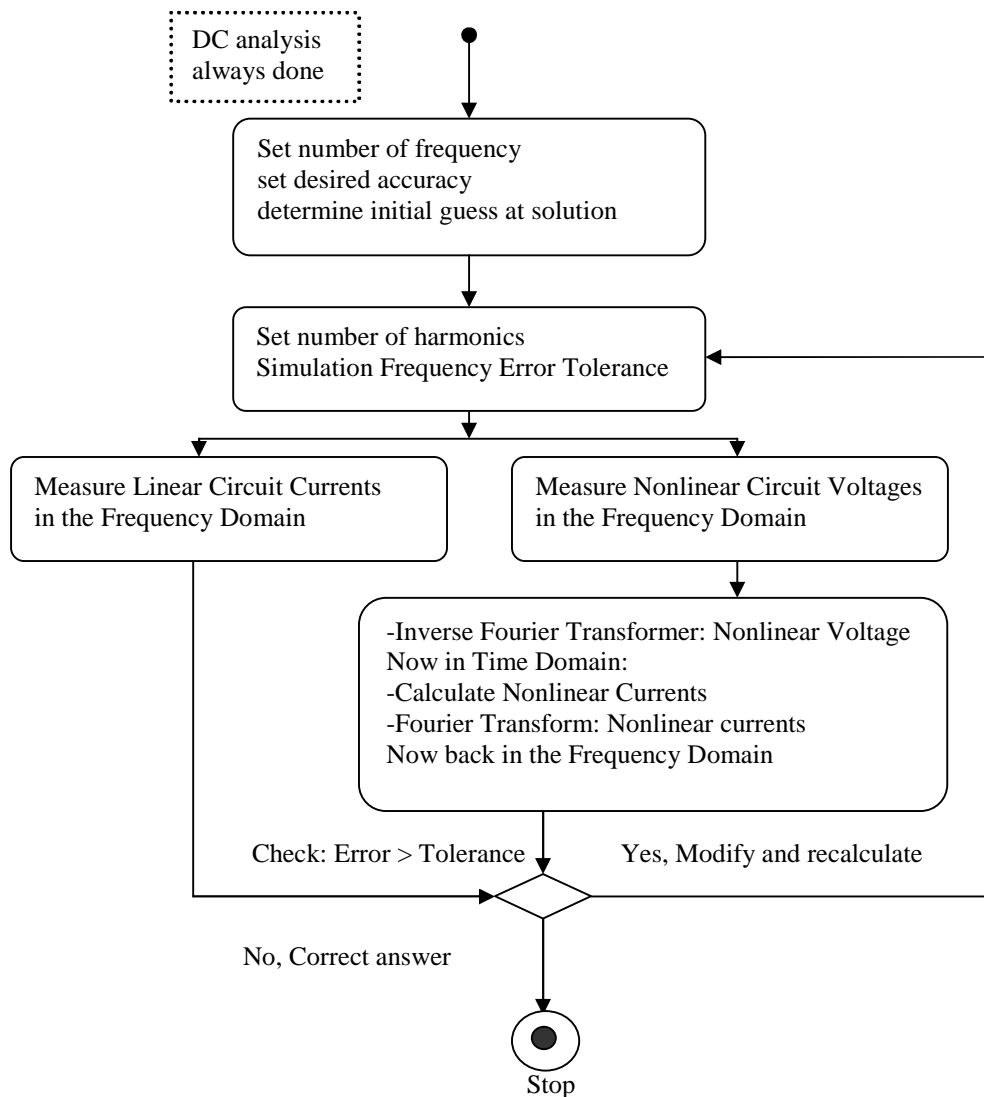 DC analysis
always done
Set number of frequency
set desired accuracy
determine initial guess at solution
Set number of harmonics
Simulation Frequency Error Tolerance
Measure Linear Circuit Currents
in the Frequency Domain
Measure Nonlinear Circuit Voltages
in the Frequency Domain
-Inverse Fourier Transformer: Nonlinear Voltage
Now in Time Domain:
-Calculate Nonlinear Currents
-Fourier Transform: Nonlinear currents
Now back in the Frequency Domain
Check: Error > Tolerance
Yes, Modify and recalculate
No, Correct answer
Stop